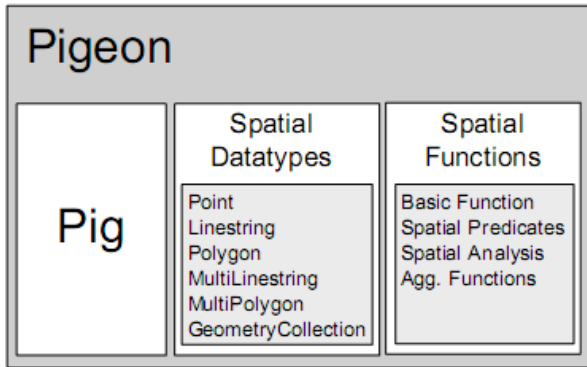 Pigeon
Pig
Spatial
Datatypes
Point
Linestring
Polygon
MultiLinestring
MultiPolygon
GeometryCollection
Spatial
Functions
Basic Function
Spatial Predicates
Spatial Analysis
Agg. Functions